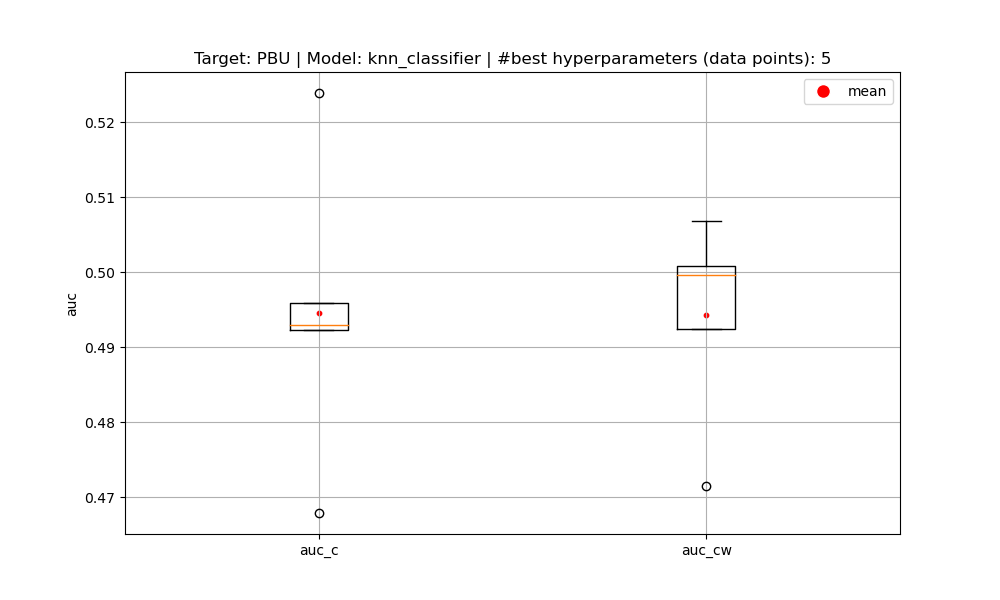 Target: PBU | Model: knn_classifier | #best hyperparameters (data points): 5
mean
0.52
0.51
0.50
0.49
0.48
0.47
auc
auc_c
auc_cw